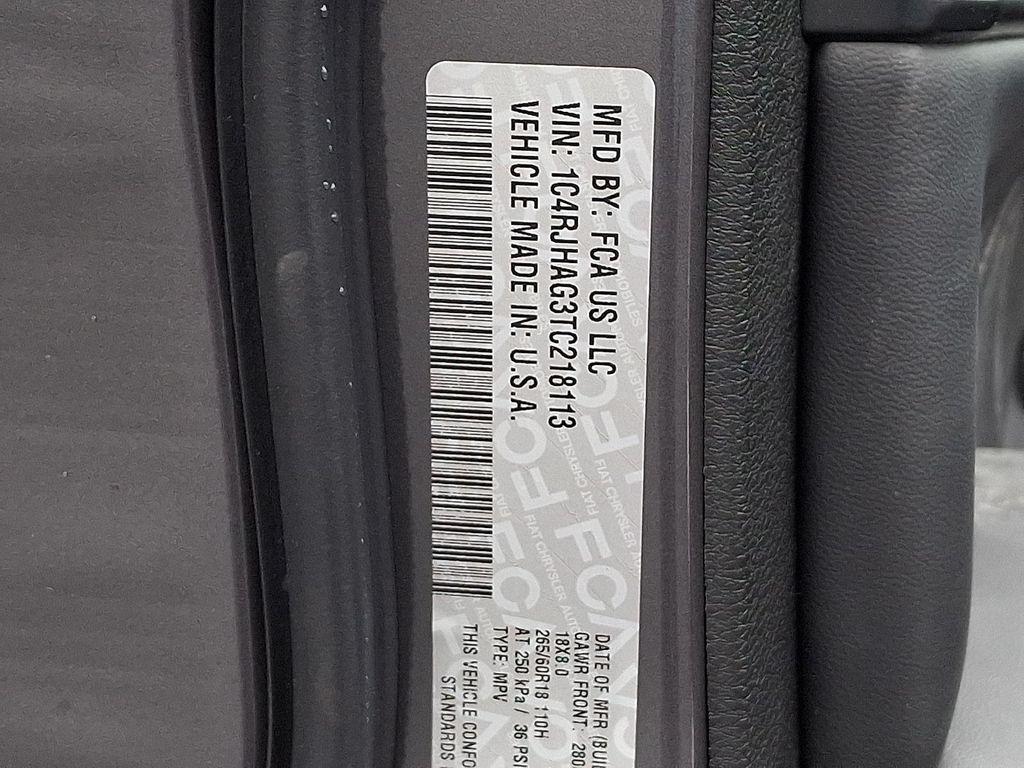 MFD BY: FCA US LLC
VIN: 1C4RJHAG3TC218113
VEHICLE MADE IN: U.S.A.
DATE OF MFR (BUI
GAWR FRONT: 280
18X8.0
265/60R18 110H
AT 250 kPa / 36 PSI
TYPE: MPV
THIS VEHICLE CONFO
STANDARDS